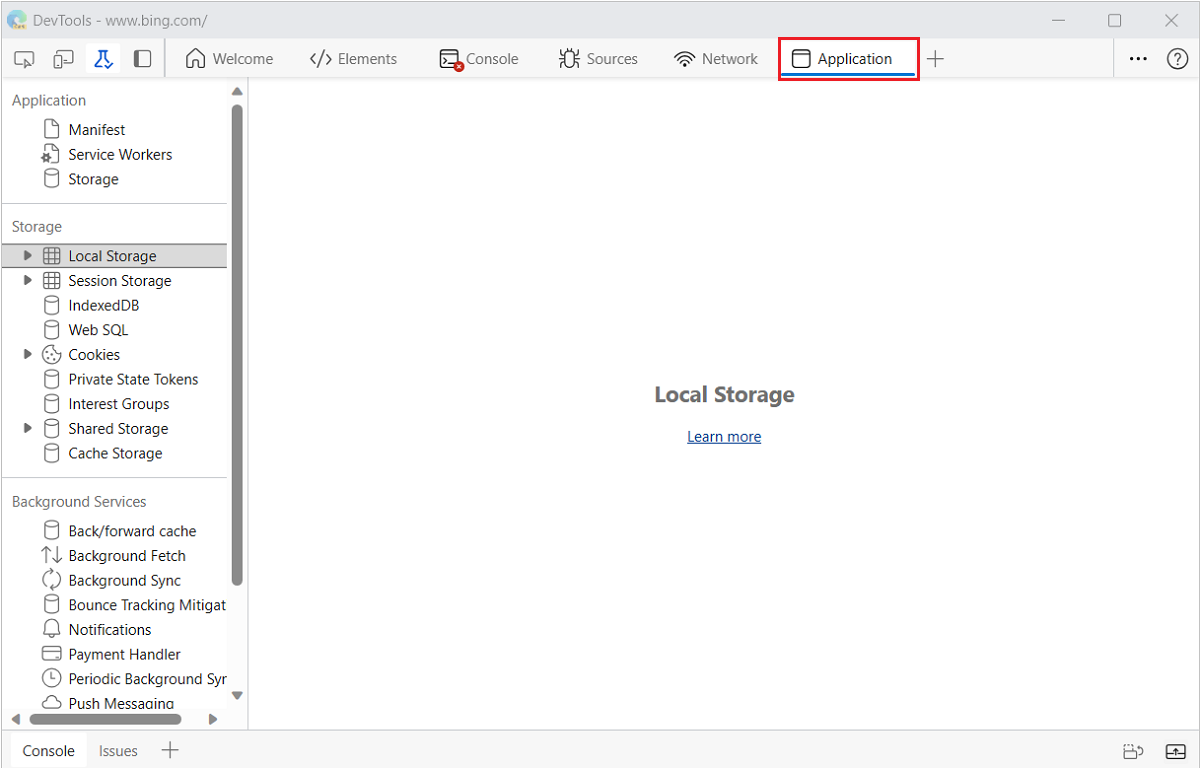 DevTools - www.bing.com/
Welcome Elements Console Sources Network Application
Application
Manifest
Service Workers
Storage
Storage
Local Storage
Session Storage
IndexedDB
Web SQL
Cookies
Private State Tokens
Interest Groups
Shared Storage
Cache Storage
Background Services
Back/forward cache
Background Fetch
Background Sync
Bounce Tracking Mitigat
Notifications
Payment Handler
Periodic Background Syr
Push Messaging
Local Storage
Learn more
Console Issues